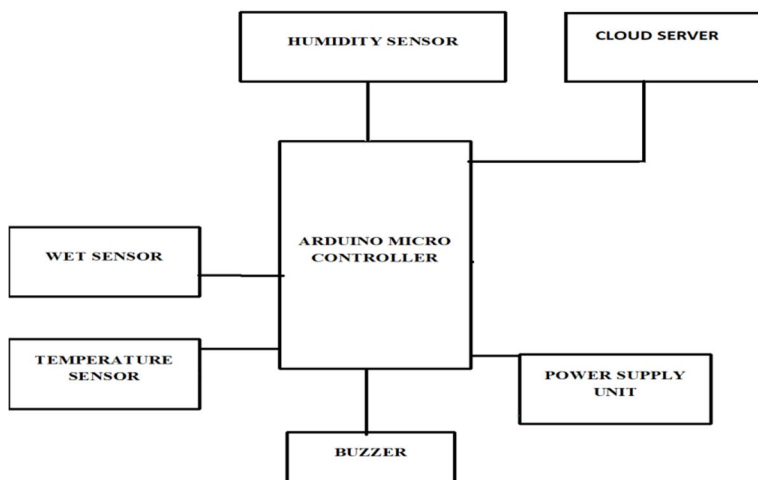 HUMIDITY SENSOR
CLOUD SERVER
ARDUINO MICRO
CONTROLLER
WET SENSOR
TEMPERATURE
SENSOR
POWER SUPPLY
UNIT
BUZZER